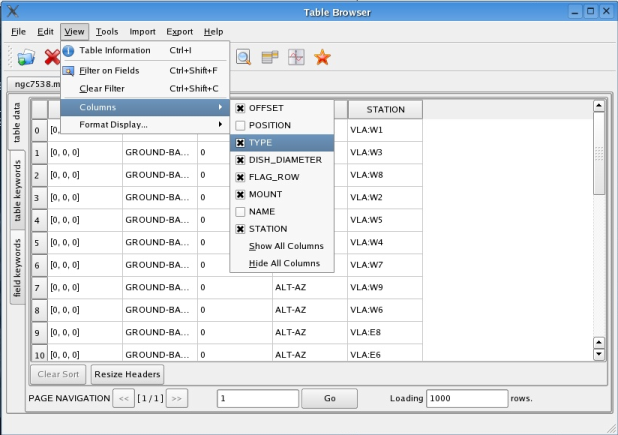 Table Browser
File Edit View Tools Import Export Help
Table Information Ctrl+I
Filter on Fields Ctrl+Shift+F
Clear Filter Ctrl+Shift+C
Columns
Format Display...
OFFSET
POSITION
TYPE
DISH_DIAMETER
FLAG_ROW
MOUNT
NAME
STATION
Show All Columns
Hide All Columns
ngc7538.m
table data
table keywords
field keywords
STATION
0 [0, VLA:W1
1 [0, 0, 0] GROUND-BA... 0 VLA:W3
2 [0, 0, 0] GROUND-BA... 0 VLA:W8
3 [0, 0, 0] GROUND-BA... 0 VLA:W2
4 [0, 0, 0] GROUND-BA... 0 VLA:W5
5 [0, 0, 0] GROUND-BA... 0 VLA:W4
6 [0, 0, 0] GROUND-BA... 0 VLA:W7
7 [0, 0, 0] GROUND-BA... 0 ALT-AZ VLA:W9
8 [0, 0, 0] GROUND-BA... 0 ALT-AZ VLA:W6
9 [0, 0, 0] GROUND-BA... 0 ALT-AZ VLA:E8
10 [0, 0, 0] GROUND-BA... 0 ALT-AZ VLA:E6
Clear Sort Resize Headers
PAGE NAVIGATION << [1/1] >> 1 Go Loading 1000 rows.